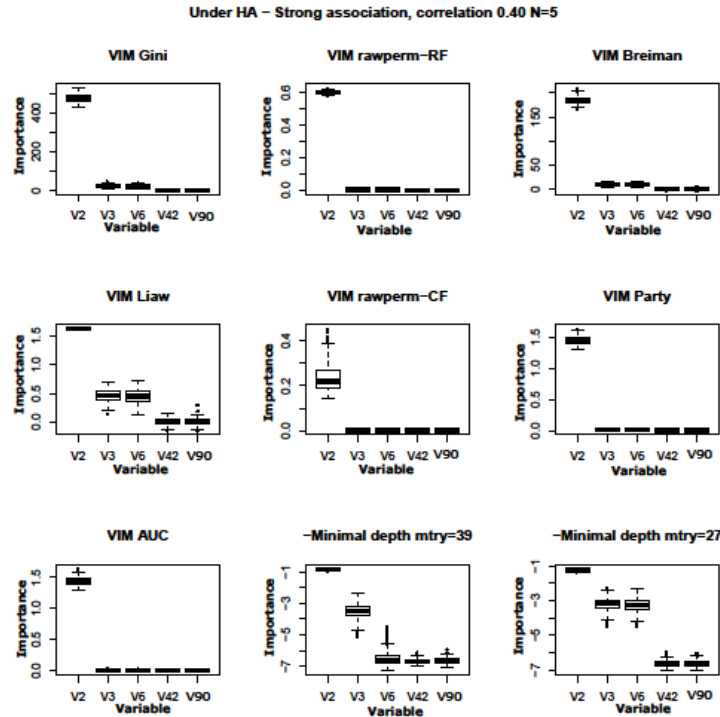 Under HA − Strong association, correlation 0.40 N=5
VIM Gini
VIM rawperm−RF
VIM Breiman
Importance
0 200 400
V2 V3 V6 V42 V90
Variable
Importance
0.0 0.2 0.4 0.6
V2 V3 V6 V42 V90
Variable
Importance
0 50 150
V2 V3 V6 V42 V90
Variable
VIM Liaw
VIM rawperm−CF
VIM Party
Importance
0.0 0.5 1.0 1.5
V2 V3 V6 V42 V90
Variable
Importance
0.0 0.2 0.4
V2 V3 V6 V42 V90
Variable
Importance
0.0 0.5 1.0 1.5
V2 V3 V6 V42 V90
Variable
VIM AUC
−Minimal depth mtry=39
−Minimal depth mtry=27
Importance
0.0 0.5 1.0 1.5
V2 V3 V6 V42 V90
Variable
Importance
−7 −5 −3 −1
V2 V3 V6 V42 V90
Variable
Importance
−7 −5 −3 −1
V2 V3 V6 V42 V90
Variable